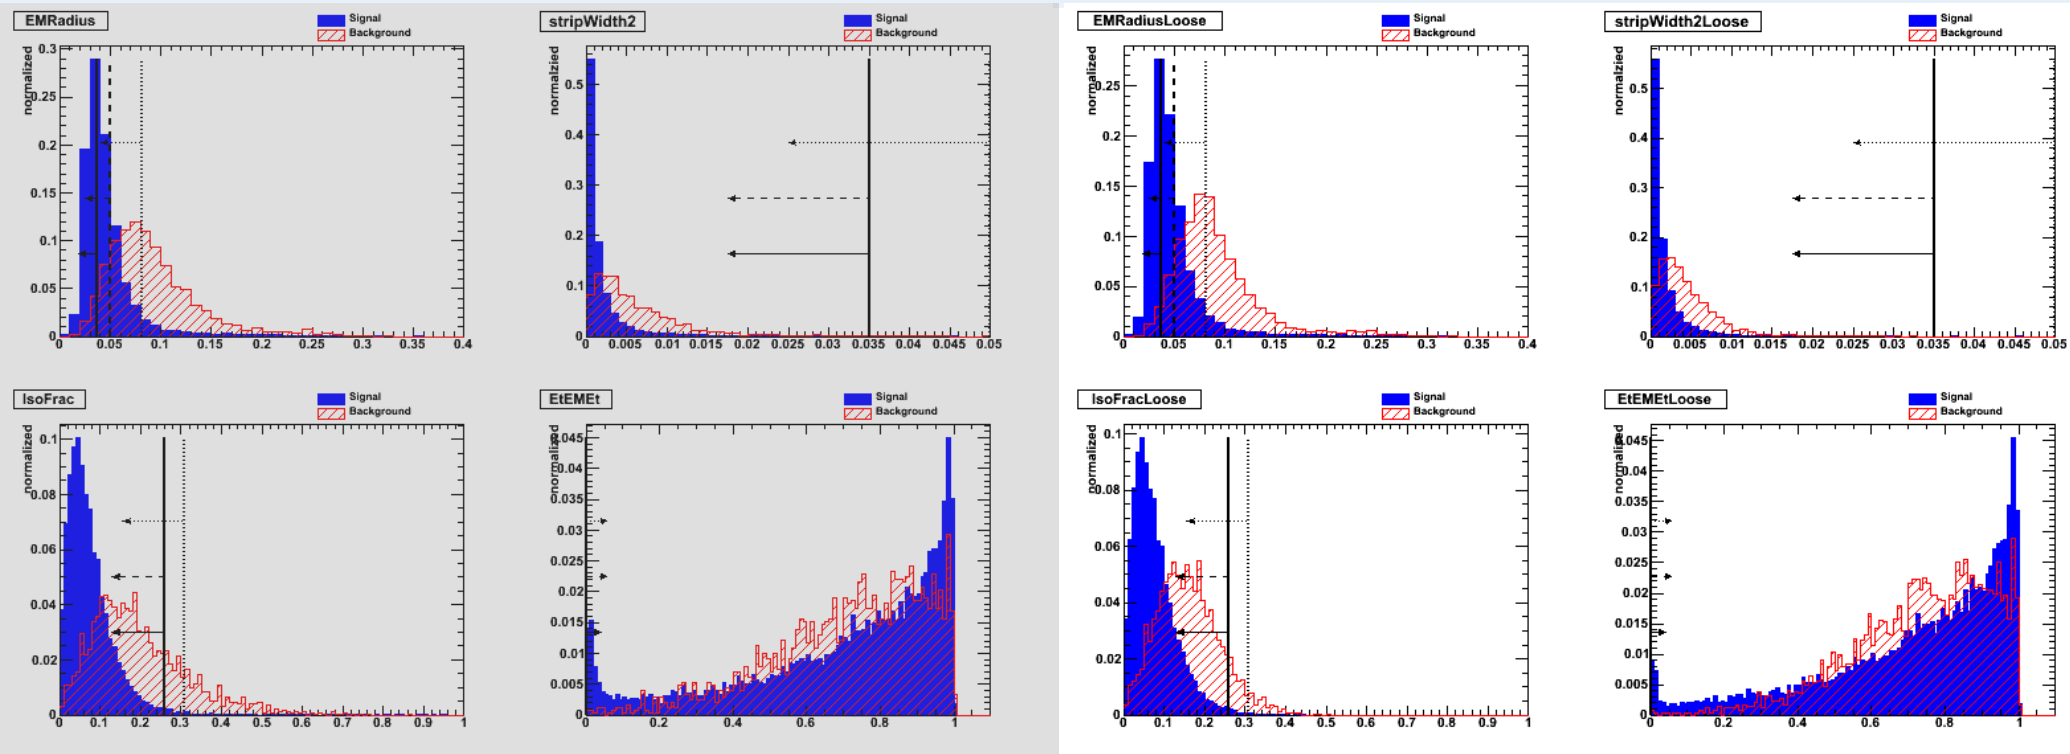 EMRadius
Signal
Background
normalized
0.3
0.25
0.2
0.15
0.1
0.05
0
0 0.05 0.1 0.15 0.2 0.25 0.3 0.35 0.4
stripWidth2
Signal
Background
normalzied
0.5
0.4
0.3
0.2
0.1
0
0 0.005 0.01 0.015 0.02 0.025 0.03 0.035 0.04 0.045 0.05
EMRadiusLoose
Signal
Background
normalized
0.25
0.2
0.15
0.1
0.05
0
0 0.05 0.1 0.15 0.2 0.25 0.3 0.35 0.4
stripWidth2Loose
Signal
Background
normalzied
0.5
0.4
0.3
0.2
0.1
0
0 0.005 0.01 0.015 0.02 0.025 0.03 0.035 0.04 0.045 0.05
IsoFrac
Signal
Background
normalized
0.1
0.08
0.06
0.04
0.02
0
0 0.1 0.2 0.3 0.4 0.5 0.6 0.7 0.8 0.9 1
EtEMEt
Signal
Background
normalized
0.045
0.04
0.035
0.03
0.025
0.02
0.015
0.01
0.005
0
0 0.2 0.4 0.6 0.8 1
IsoFracLoose
Signal
Background
normalized
0.1
0.08
0.06
0.04
0.02
0
0 0.1 0.2 0.3 0.4 0.5 0.6 0.7 0.8 0.9 1
EtEMEtLoose
Signal
Background
normalized
0.045
0.04
0.035
0.03
0.025
0.02
0.015
0.01
0.005
0
0 0.2 0.4 0.6 0.8 1